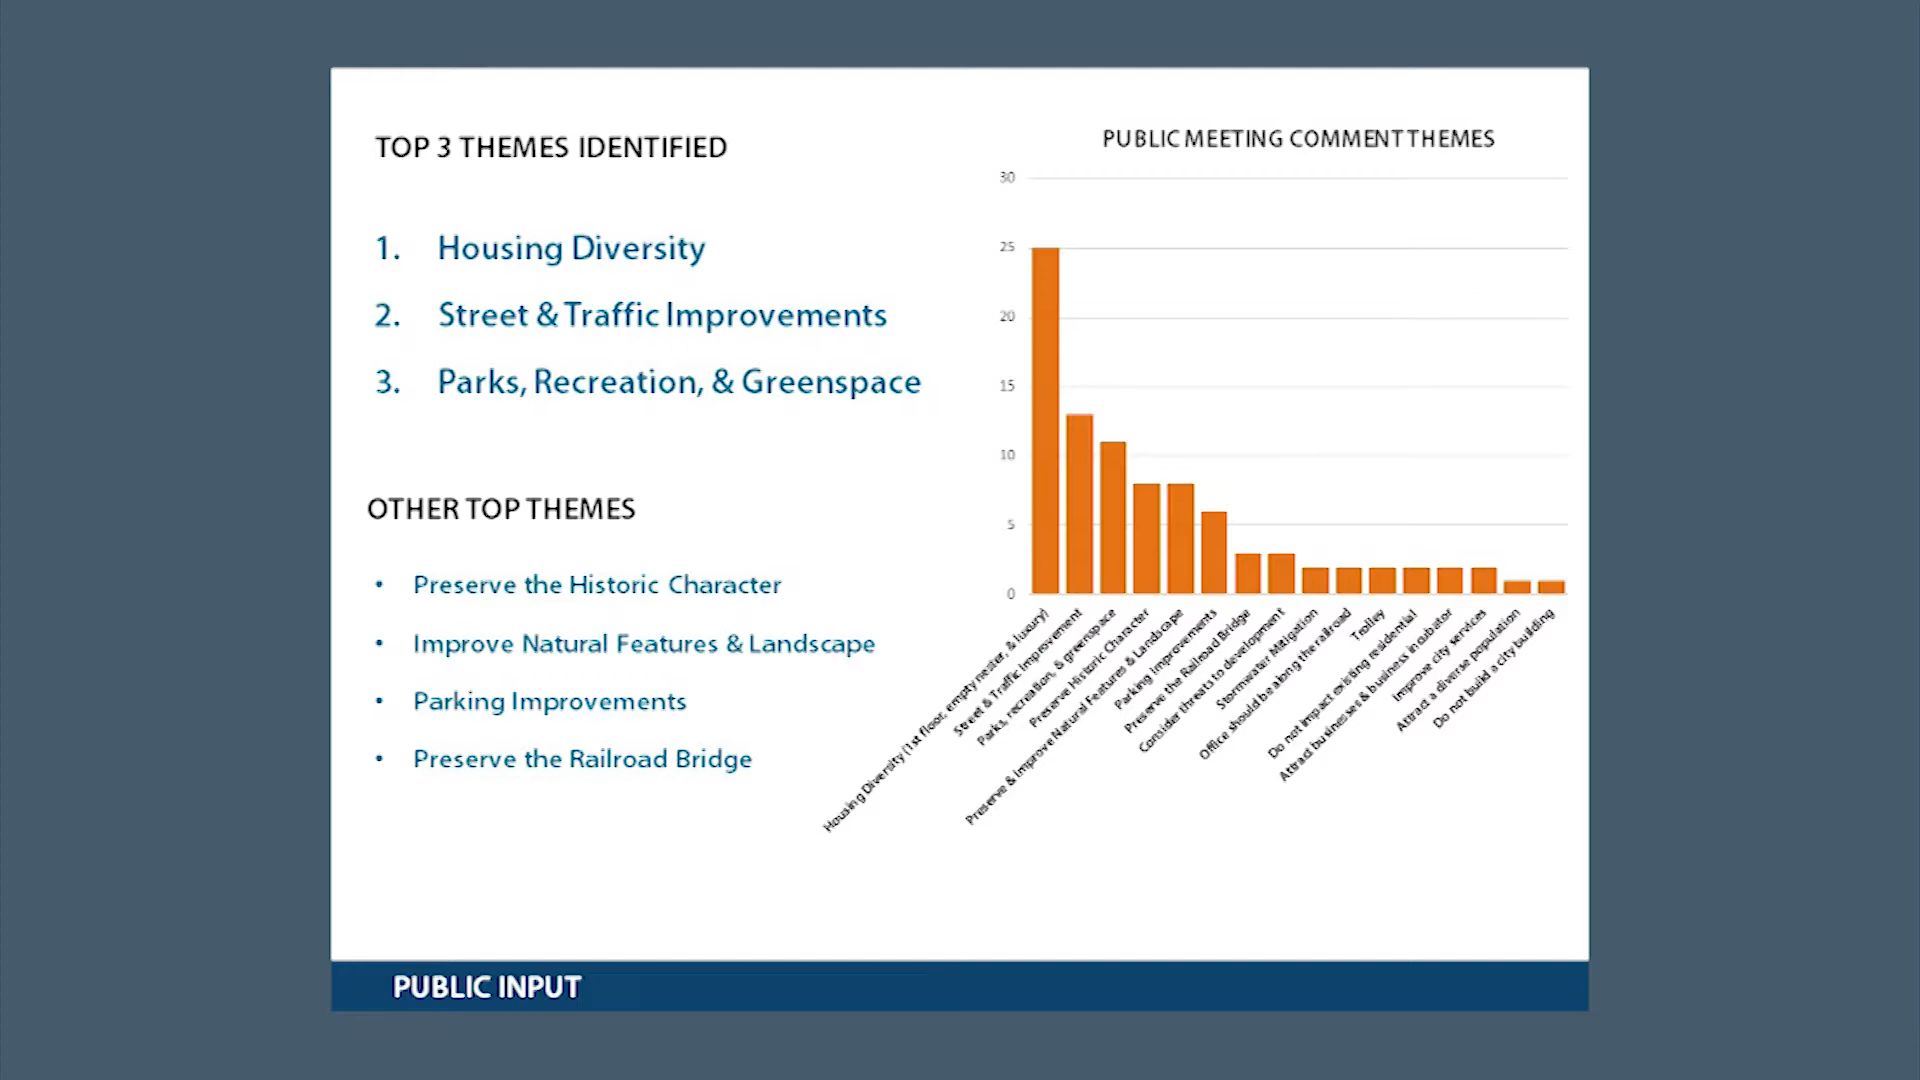 TOP 3 THEMES IDENTIFIED
1. Housing Diversity
2. Street & Traffic Improvements
3. Parks, Recreation, & Greenspace
OTHER TOP THEMES
• Preserve the Historic Character
• Improve Natural Features & Landscape
• Parking Improvements
• Preserve the Railroad Bridge
PUBLIC MEETING COMMENT THEMES
30
25
20
15
10
5
0
Housing Diversity (1st floor, empty nester, & luxury)
Street & Traffic Improvement
Parks, recreation, & greenspace
Preserve Historic Character
Preserve & Improve Natural Features & Landscape
Parking Improvements
Preserve the Railroad Bridge
Consider threats to development
Stormwater Mitigation
Office should be along the railroad
Trolley
Do not impact existing residential
Attract businesses & business incubator
Improve city services
Attract a diverse population
Do not build a city building
PUBLIC INPUT